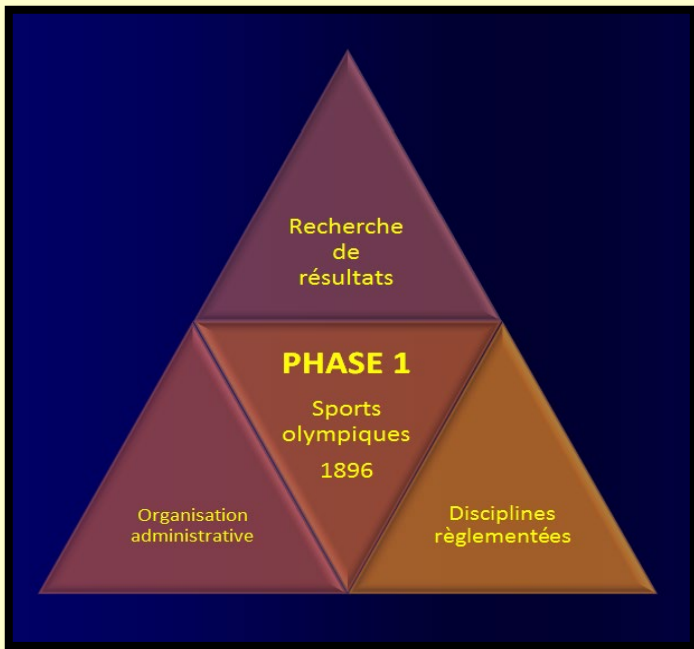 Recherche
de
résultats
PHASE 1
Sports
olympiques
1896
Organisation
administrative
Disciplines
règlementées